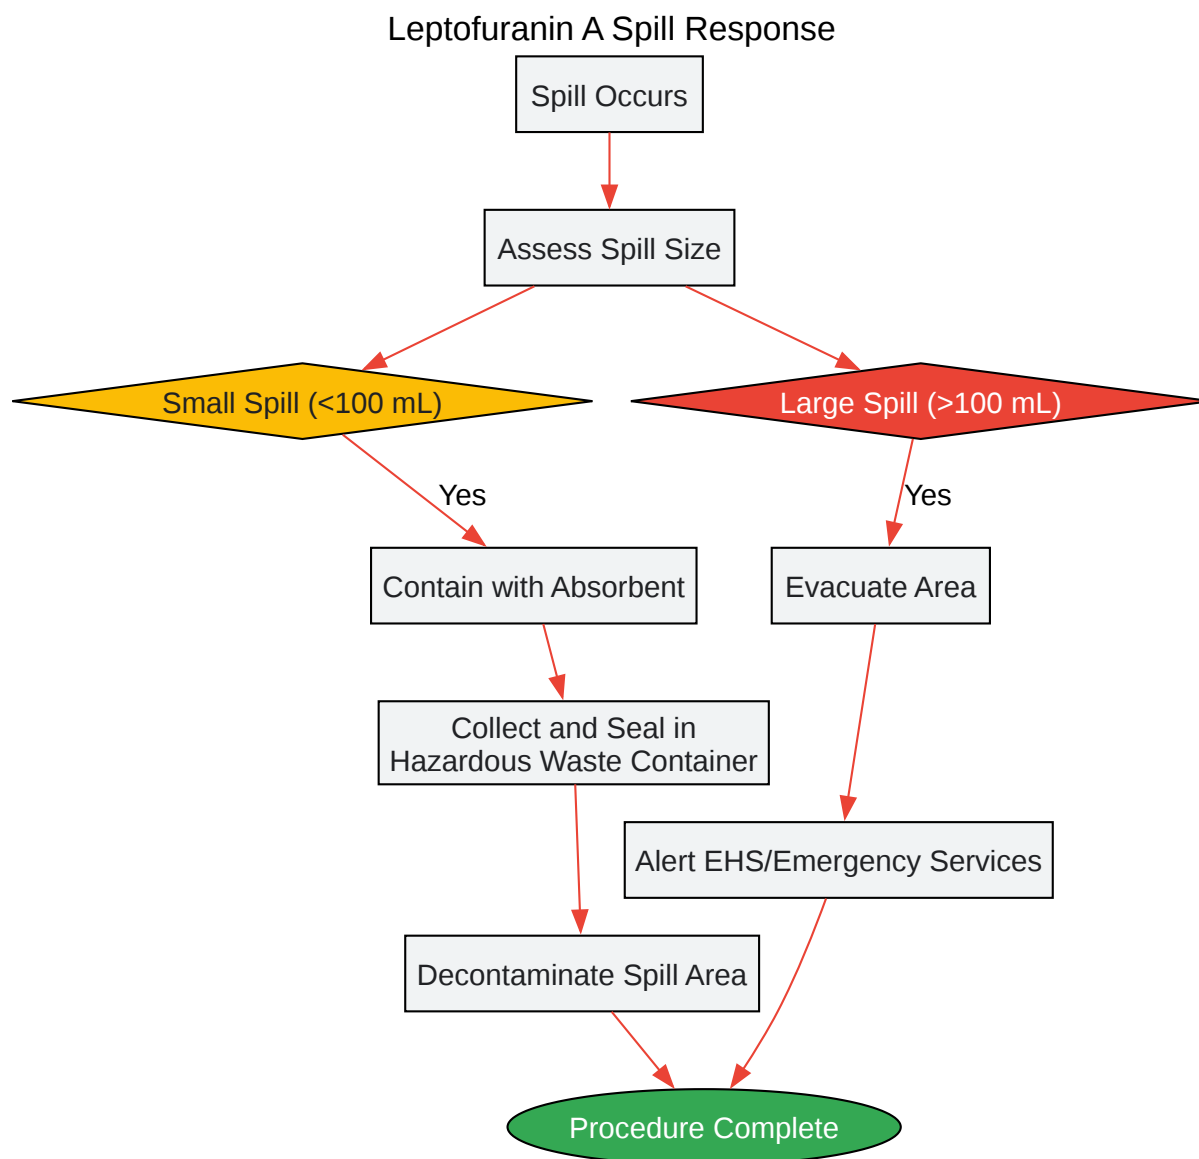 Leptofuranin A Spill Response
Spill Occurs
Assess Spill Size
Small Spill (<100 mL)
Large Spill (>100 mL)
Yes
Yes
Contain with Absorbent
Evacuate Area
Collect and Seal in
Hazardous Waste Container
Alert EHS/Emergency Services
Decontaminate Spill Area
Procedure Complete